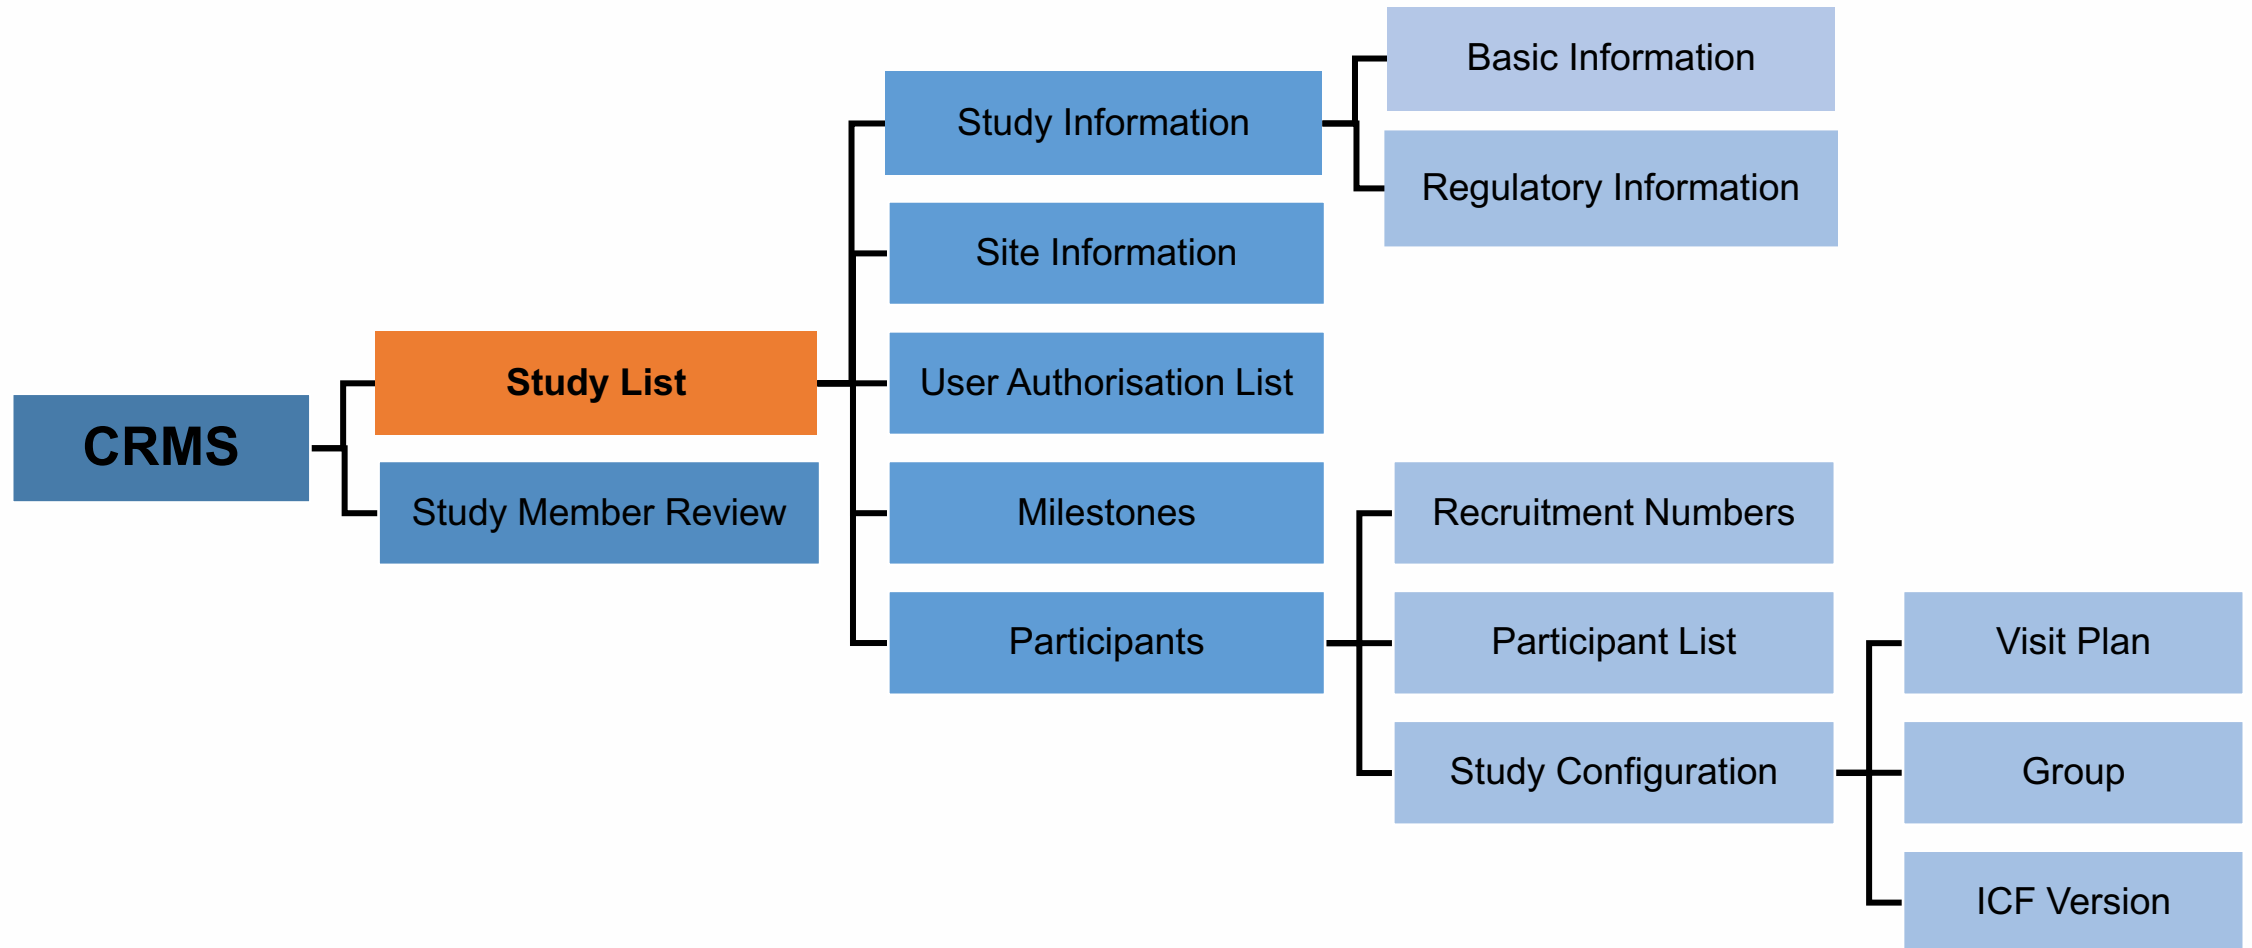 CRMS
Study List
Study Member Review
Study Information
Site Information
User Authorisation List
Milestones
Participants
Basic Information
Regulatory Information
Recruitment Numbers
Participant List
Study Configuration
Visit Plan
Group
ICF Version